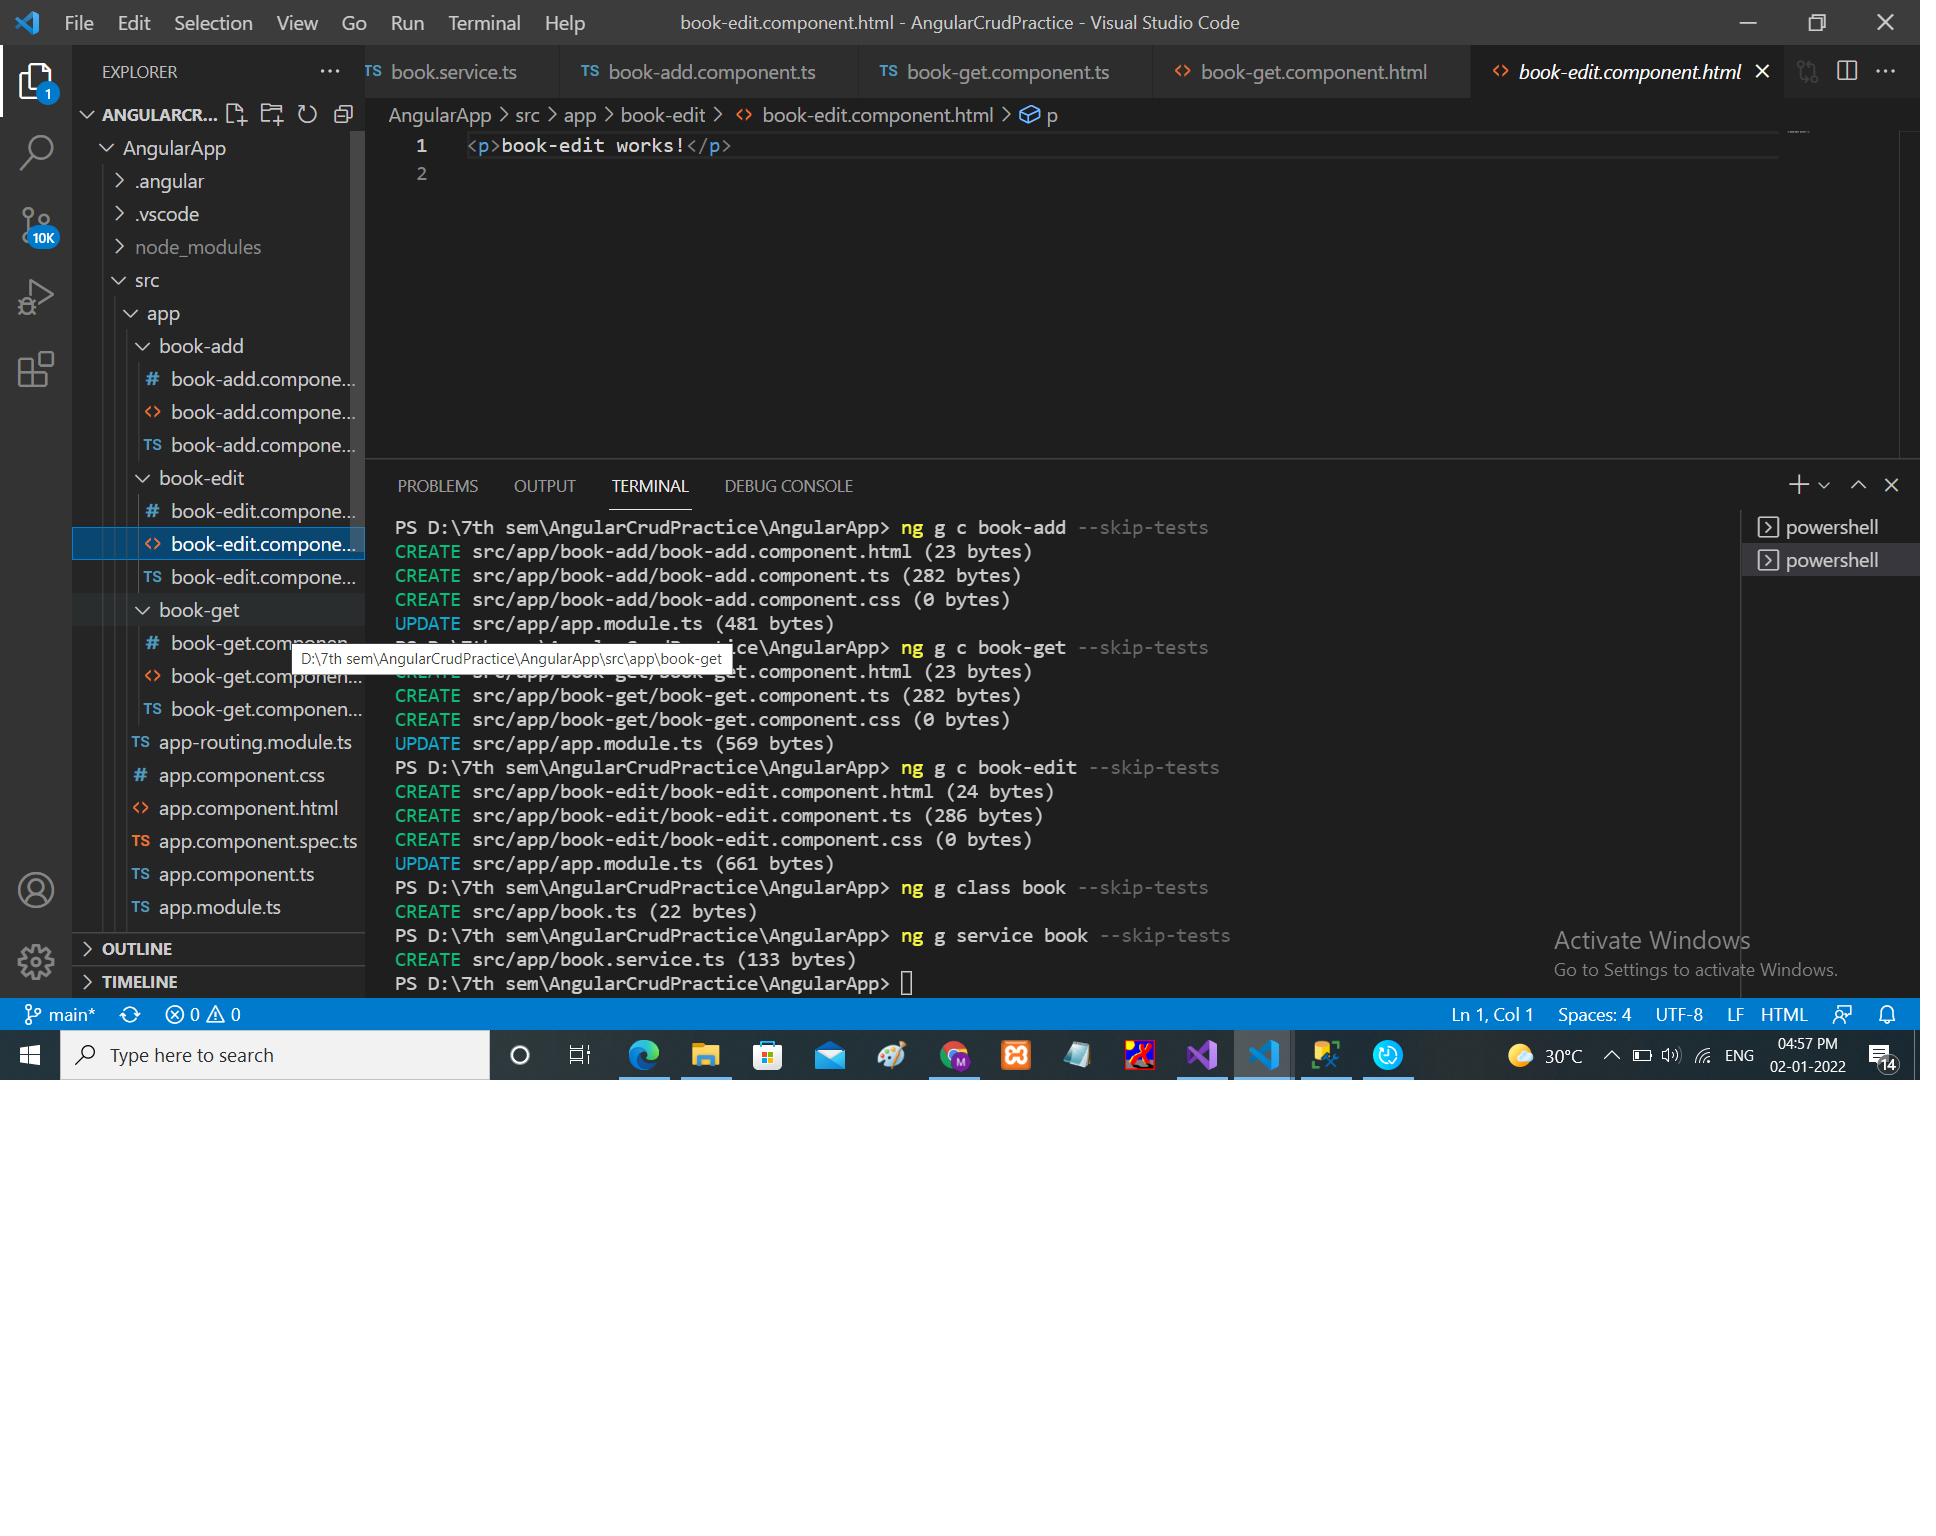 File Edit Selection View Go Run Terminal Help book-edit.component.html - AngularCrudPractice - Visual Studio Code
EXPLORER
TS book.service.ts TS book-add.component.ts TS book-get.component.ts <> book-get.component.html <> book-edit.component.html
1
ANGULARCR...
AngularApp > src > app > book-edit > <> book-edit.component.html > p
AngularApp
.angular
.vscode
node_modules
src
app
book-add
# book-add.compone...
<> book-add.compone...
TS book-add.compone...
book-edit
# book-edit.compone...
<> book-edit.compone...
TS book-edit.compone...
book-get
# book-get.componen...
<> book-get.componen...
TS book-get.componen...
TS app-routing.module.ts
# app.component.css
<> app.component.html
TS app.component.spec.ts
TS app.component.ts
TS app.module.ts
OUTLINE
TIMELINE
10K
D:\7th sem\AngularCrudPractice\AngularApp\src\app\book-get
1 <p>book-edit works!</p>
2
PROBLEMS OUTPUT TERMINAL DEBUG CONSOLE
PS D:\7th sem\AngularCrudPractice\AngularApp> ng g c book-add --skip-tests
CREATE src/app/book-add/book-add.component.html (23 bytes)
CREATE src/app/book-add/book-add.component.ts (282 bytes)
CREATE src/app/book-add/book-add.component.css (0 bytes)
UPDATE src/app/app.module.ts (481 bytes)
PS D:\7th sem\AngularCrudPractice\AngularApp> ng g c book-get --skip-tests
CREATE src/app/book-get/book-get.component.html (23 bytes)
CREATE src/app/book-get/book-get.component.ts (282 bytes)
CREATE src/app/book-get/book-get.component.css (0 bytes)
UPDATE src/app/app.module.ts (569 bytes)
PS D:\7th sem\AngularCrudPractice\AngularApp> ng g c book-edit --skip-tests
CREATE src/app/book-edit/book-edit.component.html (24 bytes)
CREATE src/app/book-edit/book-edit.component.ts (286 bytes)
CREATE src/app/book-edit/book-edit.component.css (0 bytes)
UPDATE src/app/app.module.ts (661 bytes)
PS D:\7th sem\AngularCrudPractice\AngularApp> ng g class book --skip-tests
CREATE src/app/book.ts (22 bytes)
PS D:\7th sem\AngularCrudPractice\AngularApp> ng g service book --skip-tests
CREATE src/app/book.service.ts (133 bytes)
PS D:\7th sem\AngularCrudPractice\AngularApp>
powershell
powershell
Activate Windows
Go to Settings to activate Windows.
main* 0 0 Ln 1, Col 1 Spaces: 4 UTF-8 LF HTML
Type here to search M 30°C ENG 04:57 PM
02-01-2022
14